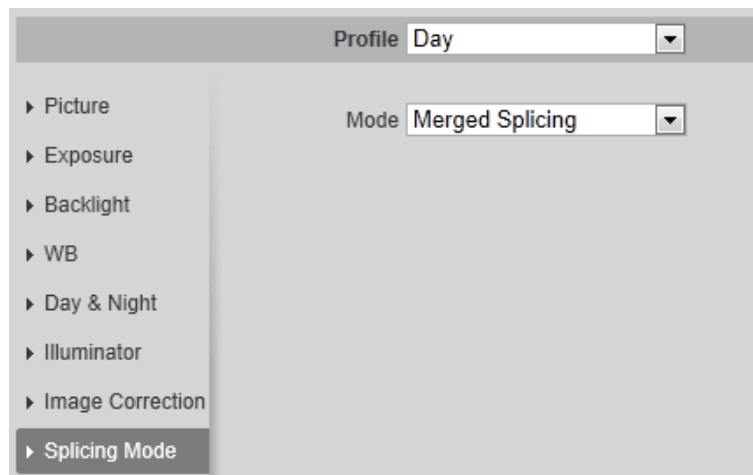 Profile Day
Picture
Mode Merged Splicing
Exposure
Backlight
WB
Day & Night
Illuminator
Image Correction
Splicing Mode